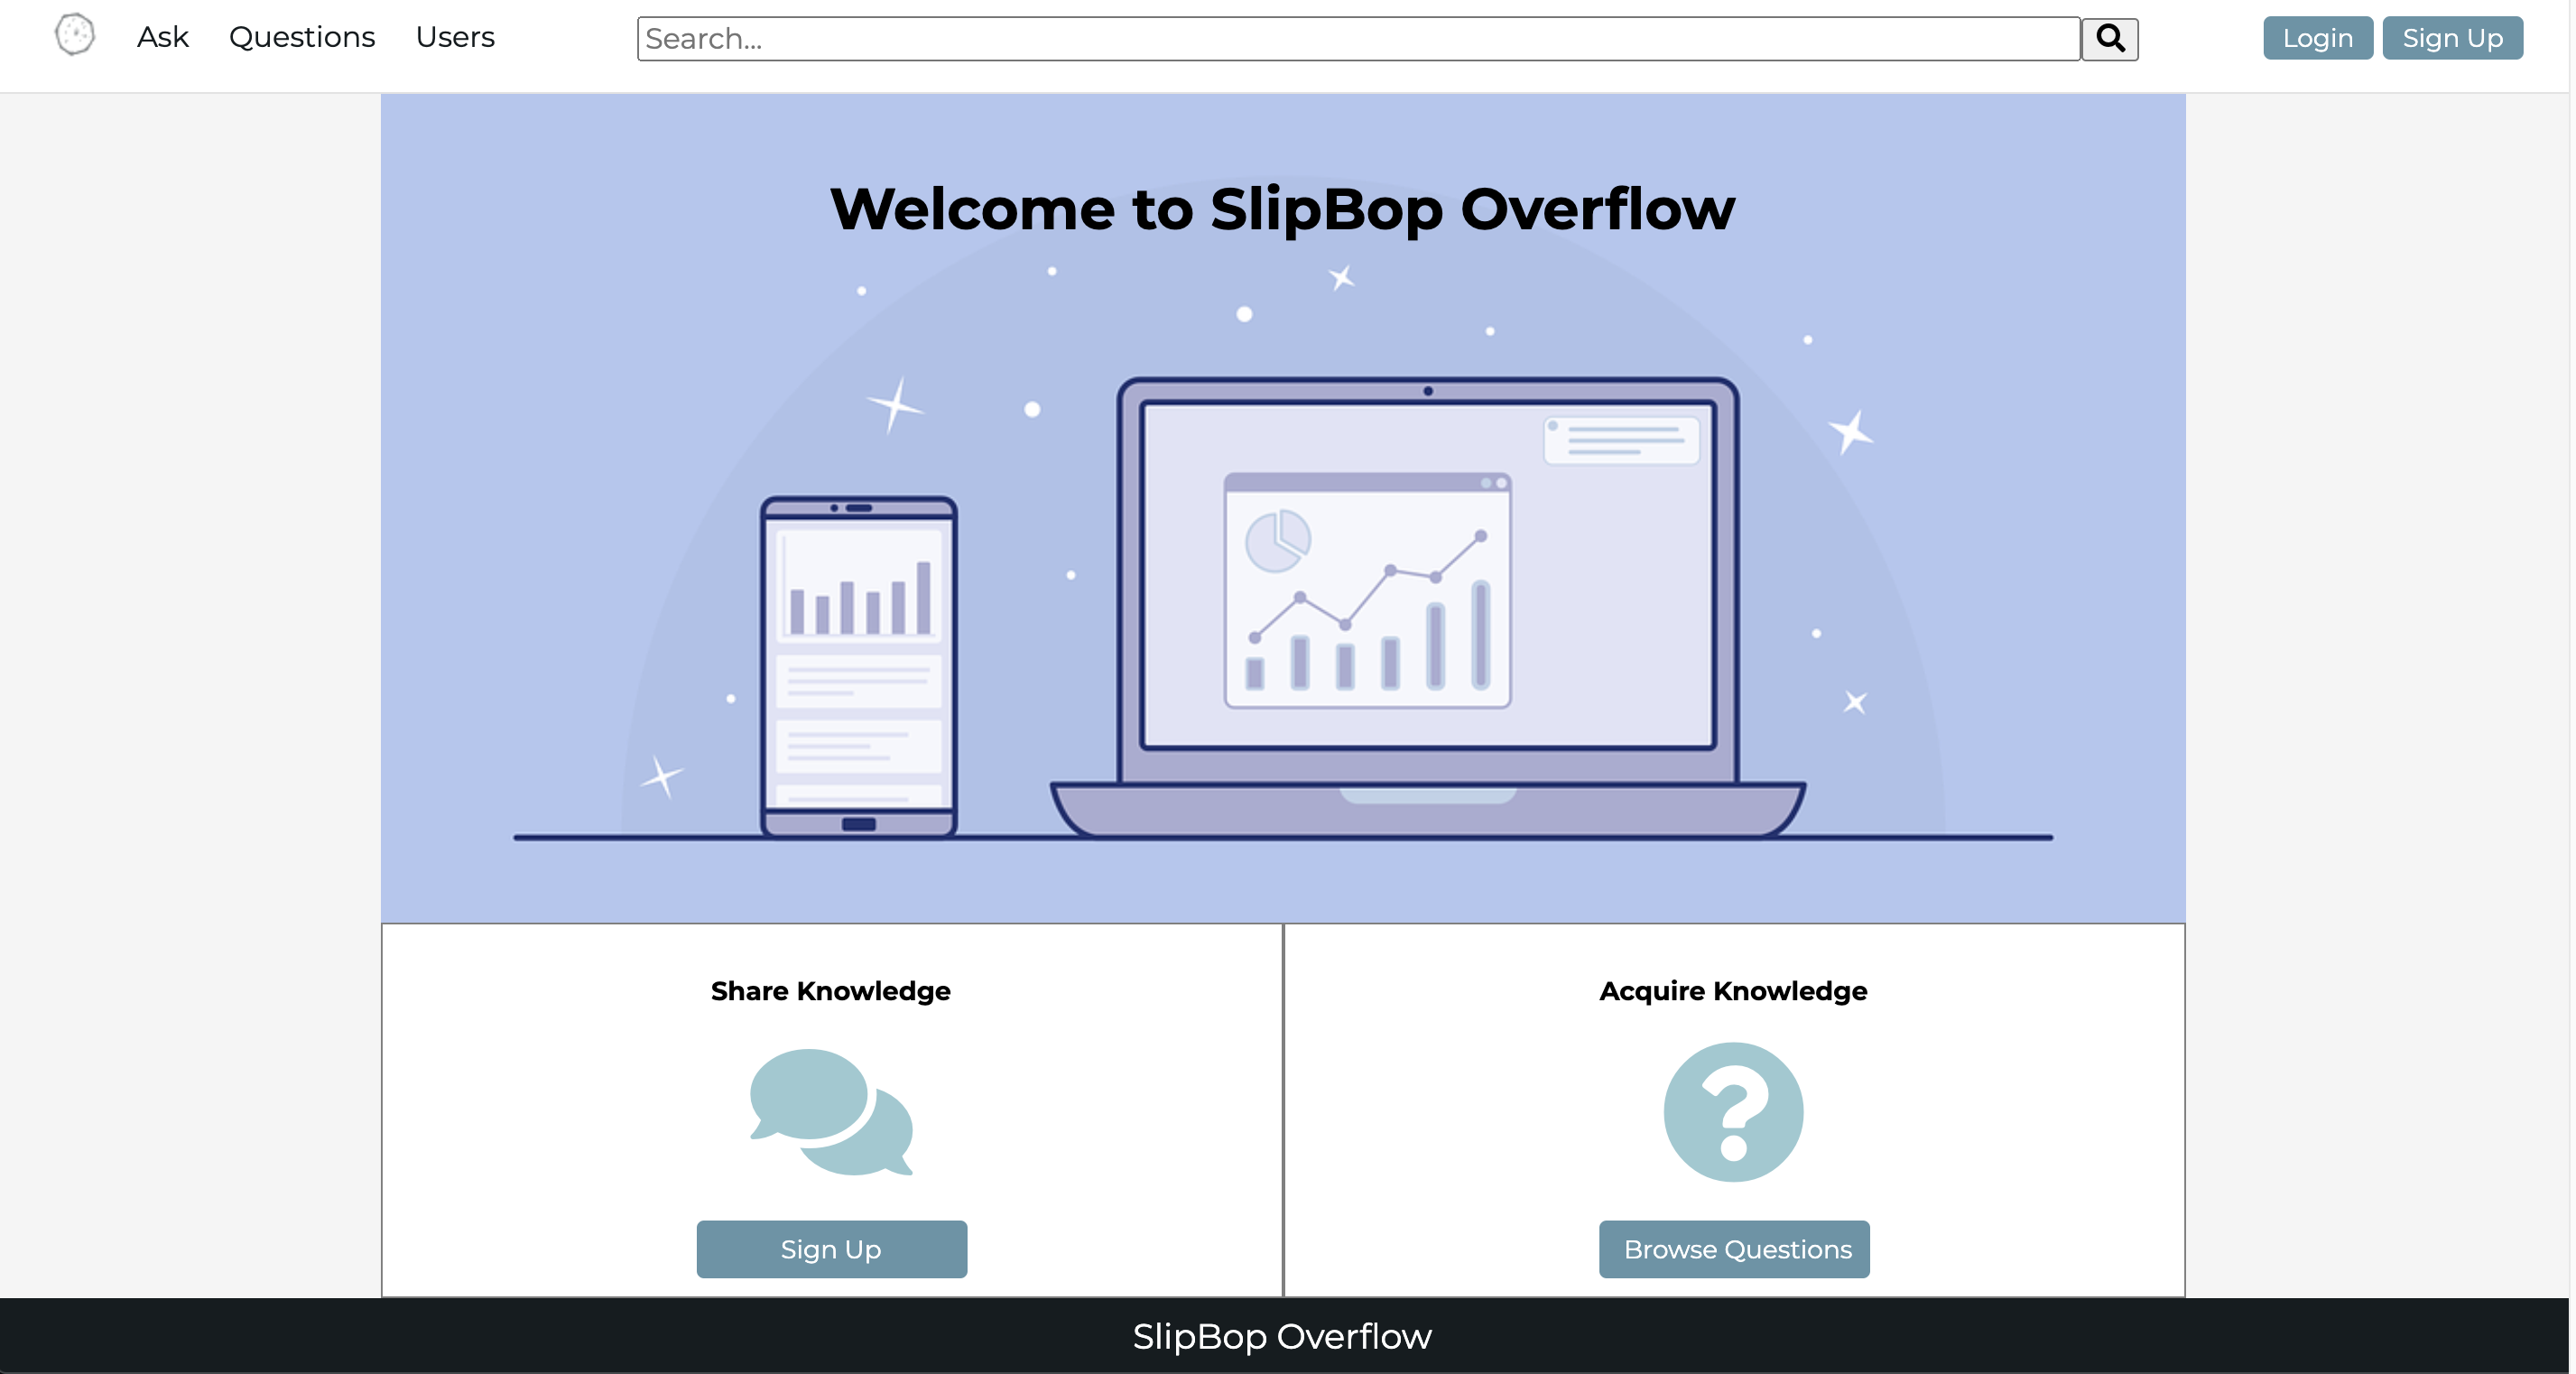 Ask Questions Users Search... Login Sign Up
Welcome to SlipBop Overflow
Share Knowledge
Acquire Knowledge
Sign Up
Browse Questions
SlipBop Overflow